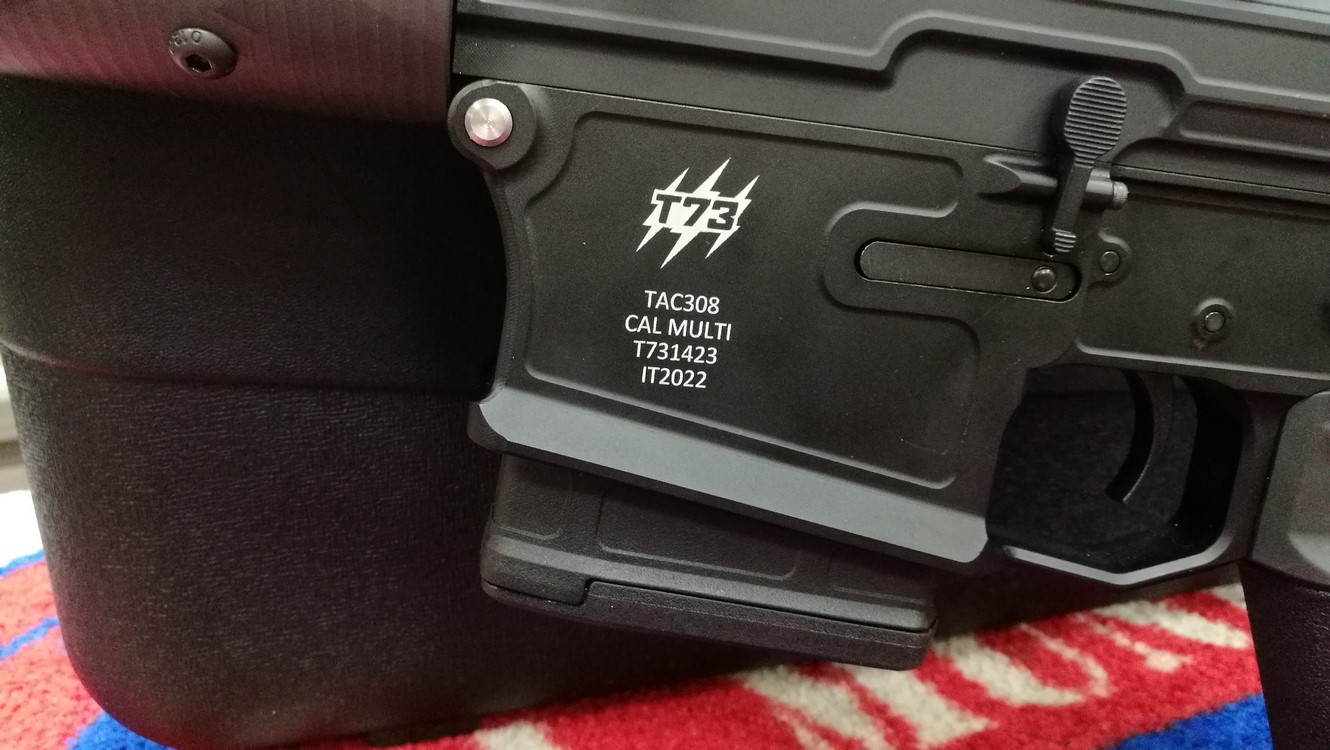 T73
TAC308
CAL MULTI
T731423
IT2022